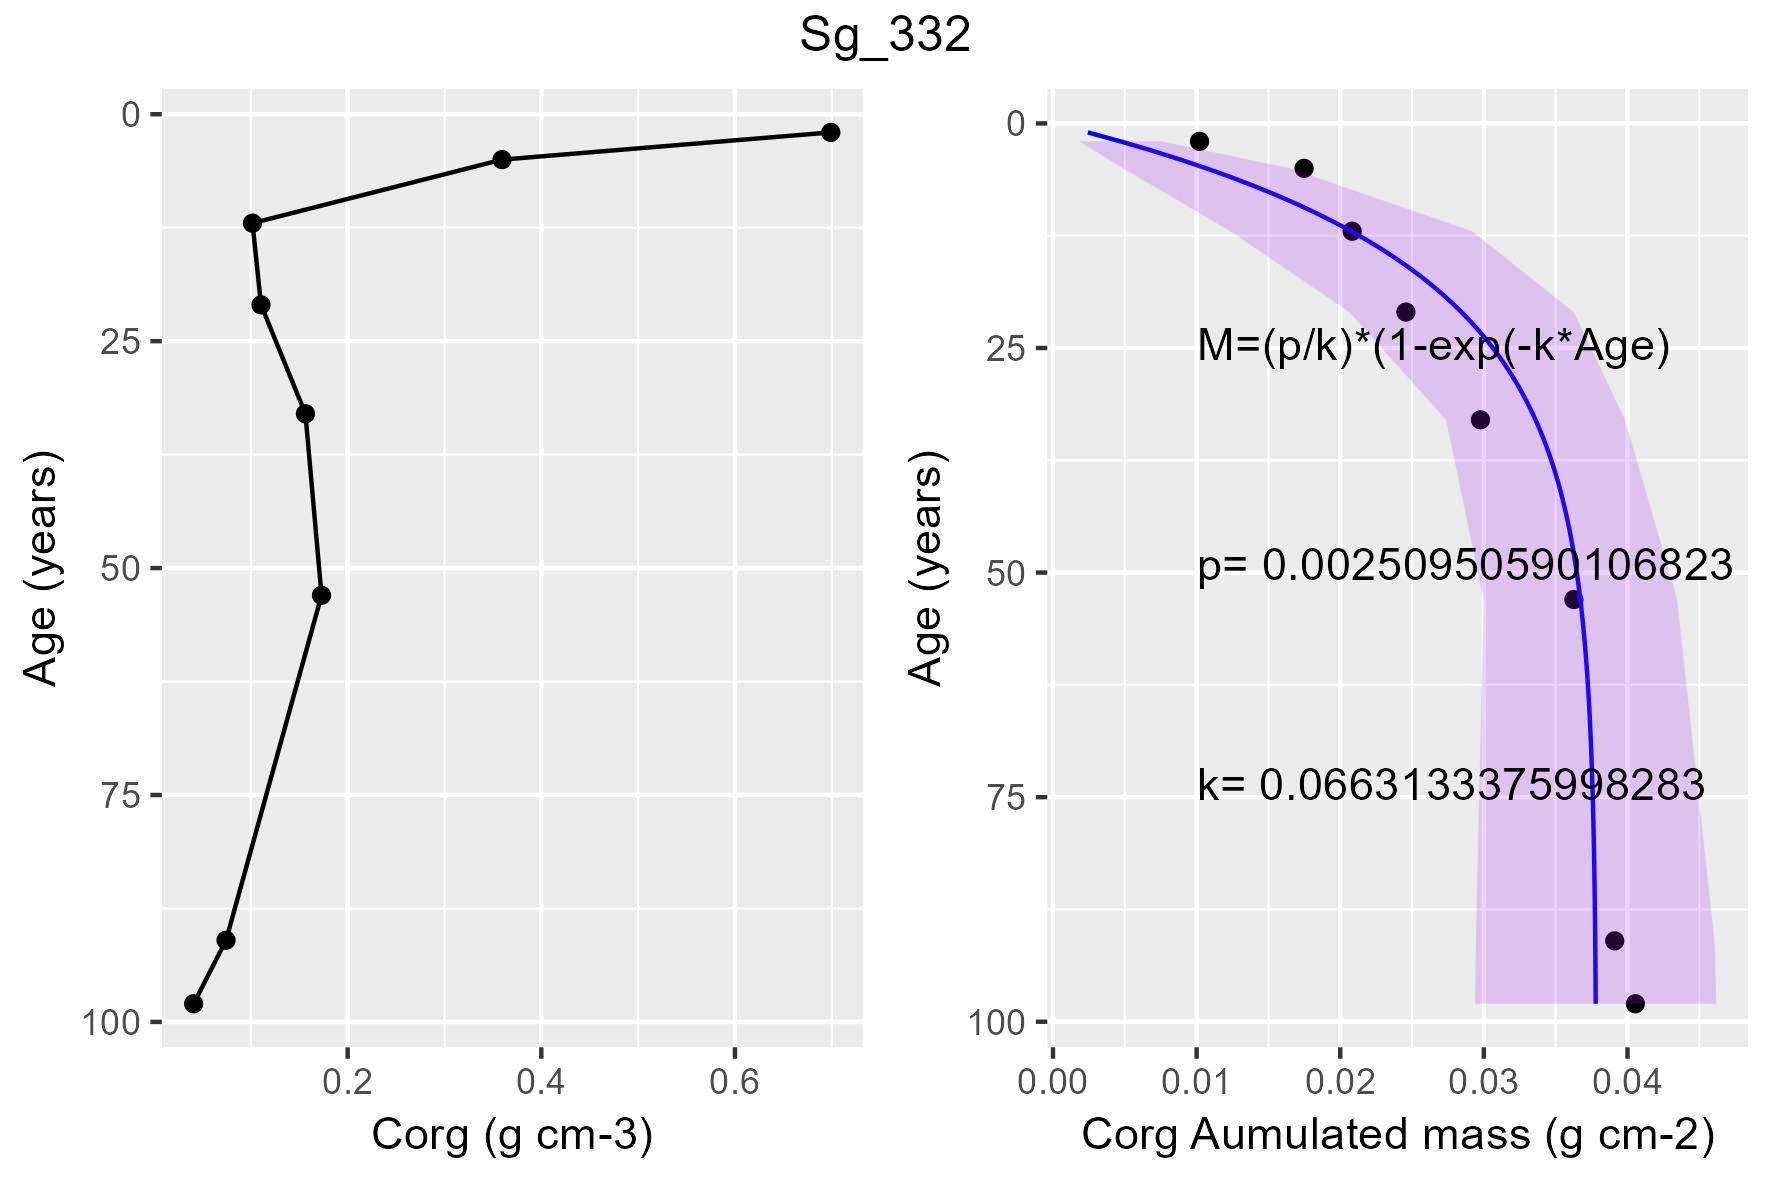 Sg_332
0
25
50
75
100
Age (years)
0.2
0.4
0.6
Corg (g cm-3)
0
25
50
75
100
Age (years)
M=(p/k)*(1-exp(-k*Age)
p= 0.00250950590106823
k= 0.0663133375998283
0.00
0.01
0.02
0.03
0.04
Corg Aumulated mass (g cm-2)